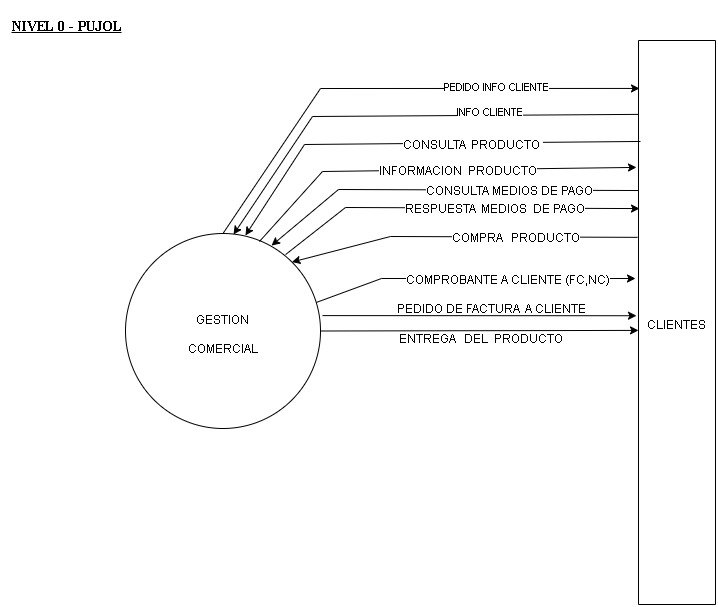 NIVEL 0 - PUJOL
PEDIDO INFO CLIENTE
INFO CLIENTE
CONSULTA PRODUCTO
INFORMACION PRODUCTO
CONSULTA MEDIOS DE PAGO
RESPUESTA MEDIOS DE PAGO
COMPRA PRODUCTO
COMPROBANTE A CLIENTE (FC,NC)
PEDIDO DE FACTURA A CLIENTE
ENTREGA DEL PRODUCTO
GESTION
COMERCIAL
CLIENTES